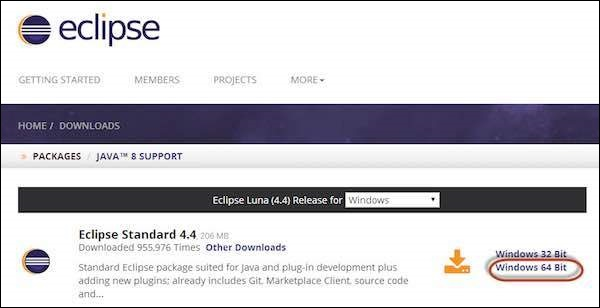 eclipse
GETTING STARTED MEMBERS PROJECTS MORE
HOME / DOWNLOADS
» PACKAGES / JAVA™ 8 SUPPORT
Eclipse Luna (4.4) Release for Windows
Eclipse Standard 4.4, 206 MB
Downloaded 955,976 Times Other Downloads
Windows 32 Bit
Windows 64 Bit
Standard Eclipse package suited for Java and plug-in development plus
adding new plugins; already includes Git, Marketplace Client, source code
and...